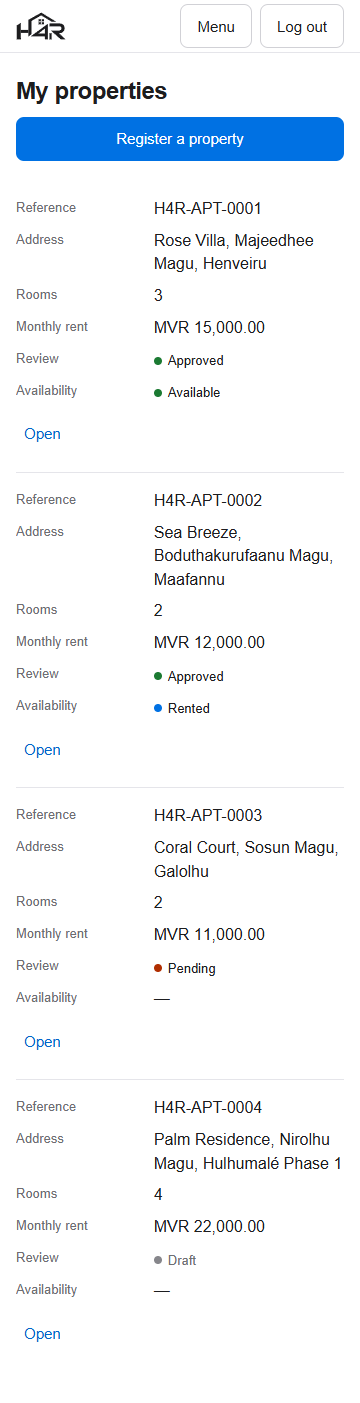 H4R
Menu
Log out
My properties
Register a property
Reference H4R-APT-0001
Address Rose Villa, Majeedhee
Magu, Henveiru
Rooms 3
Monthly rent MVR 15,000.00
Review Approved
Availability Available
Open
Reference H4R-APT-0002
Address Sea Breeze,
Boduthakurufaanu Magu,
Maafannu
Rooms 2
Monthly rent MVR 12,000.00
Review Approved
Availability Rented
Open
Reference H4R-APT-0003
Address Coral Court, Sosun Magu,
Galolhu
Rooms 2
Monthly rent MVR 11,000.00
Review Pending
Availability —
Open
Reference H4R-APT-0004
Address Palm Residence, Nirolhu
Magu, Hulhumalé Phase 1
Rooms 4
Monthly rent MVR 22,000.00
Review Draft
Availability —
Open